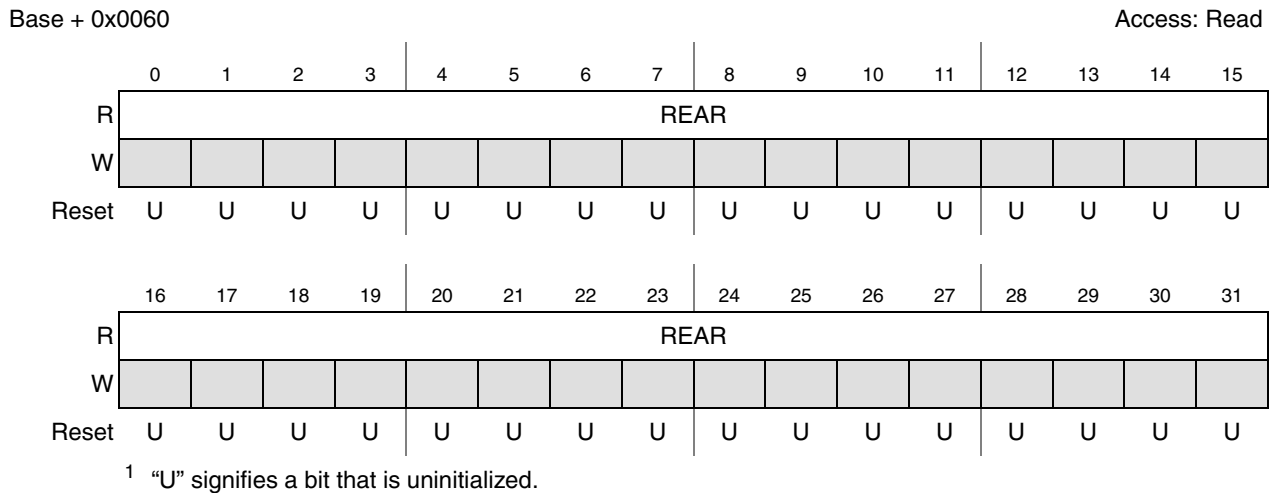 Base + 0x0060 Access: Read
0 1 2 3 4 5 6 7 8 9 10 11 12 13 14 15
R REAR
W
Reset U U U U U U U U U U U U U U U U
16 17 18 19 20 21 22 23 24 25 26 27 28 29 30 31
R REAR
W
Reset U U U U U U U U U U U U U U U U
1 “U” signifies a bit that is uninitialized.